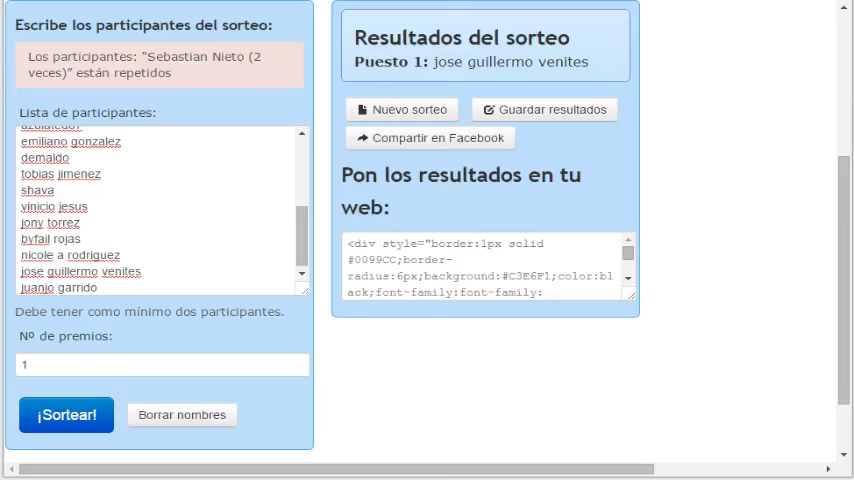 Escribe los participantes del sorteo:
Los participantes: “Sebastian Nieto (2
veces)” están repetidos
Lista de participantes:
emiliano gonzalez
demaldo
tobias jimenez
shava
vinicio jesus
jony torrez
byfail rojas
nicole a rodriguez
jose guillermo venites
juanjo garrido
Debe tener como mínimo dos participantes.
Nº de premios:
1
¡Sortear!
Borrar nombres
Resultados del sorteo
Puesto 1: jose guillermo venites
Nuevo sorteo
Guardar resultados
Compartir en Facebook
Pon los resultados en tu
web:
<div style="border:1px solid
#0099CC;border-
radius:6px;background:#C3E6F1;color:bl
ack;font-family:font-family: